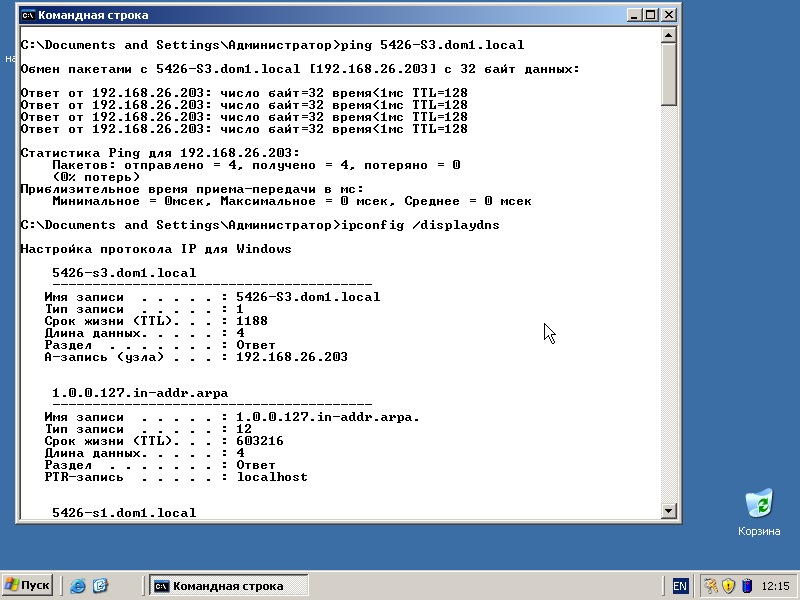 Командная строка
C:\Documents and Settings\Администратор>ping 5426-S3.dom1.local
Обмен пакетами с 5426-S3.dom1.local [192.168.26.203] с 32 байт данных:
Ответ от 192.168.26.203: число байт=32 время<1мс TTL=128
Ответ от 192.168.26.203: число байт=32 время<1мс TTL=128
Ответ от 192.168.26.203: число байт=32 время<1мс TTL=128
Ответ от 192.168.26.203: число байт=32 время<1мс TTL=128
Статистика Ping для 192.168.26.203:
Пакетов: отправлено = 4, получено = 4, потеряно = 0
(0% потерь)
Приблизительное время приема-передачи в мс:
Минимальное = 0мсек, Максимальное = 0 мсек, Среднее = 0 мсек
C:\Documents and Settings\Администратор>ipconfig /displaydns
Настройка протокола IP для Windows
5426-s3.dom1.local
----------------------------------------
Имя записи . . . . . : 5426-S3.dom1.local
Тип записи . . . . . : 1
Срок жизни (TTL). . . : 1188
Длина данных. . . . . : 4
Раздел . . . . . . . : Ответ
A-запись (узла) . . . : 192.168.26.203
1.0.0.127.in-addr.arpa
----------------------------------------
Имя записи . . . . . : 1.0.0.127.in-addr.arpa.
Тип записи . . . . . : 12
Срок жизни (TTL). . . : 603216
Длина данных. . . . . : 4
Раздел . . . . . . . : Ответ
PTR-запись . . . . . : localhost
5426-s1.dom1.local
Корзина
Пуск
Командная строка
EN
12:15